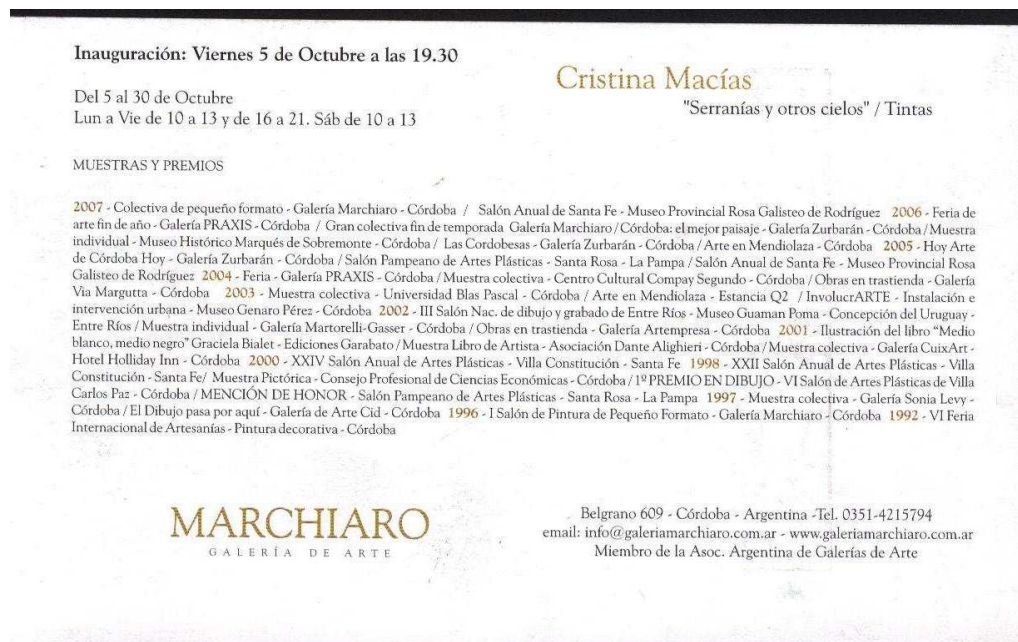 Inauguración: Viernes 5 de Octubre a las 19.30
Del 5 al 30 de Octubre
Lun a Vie de 10 a 13 y de 16 a 21. Sáb de 10 a 13
Cristina Macías
"Serranías y otros cielos" / Tintas
MUESTRAS Y PREMIOS
2007 - Colectiva de pequeño formato - Galería Marchiaro - Córdoba / Salón Anual de Santa Fe - Museo Provincial Rosa Galisteo de Rodríguez 2006 - Feria de
arte fin de año - Galería PRAXIS - Córdoba / Gran colectiva fin de temporada Galería Marchiaro / Córdoba: el mejor paisaje - Galería Zurbarán - Córdoba / Muestra
individual - Museo Histórico Marqués de Sobremonte - Córdoba / Las Cordobesas - Galería Zurbarán - Córdoba / Arte en Mendiolaza - Córdoba 2005 - Hoy Arte
de Córdoba Hoy - Galería Zurbarán - Córdoba / Salón Pampeano de Artes Plásticas - Santa Rosa - La Pampa / Salón Anual de Santa Fe - Museo Provincial Rosa
Galisteo de Rodríguez 2004 - Feria - Galería PRAXIS - Córdoba / Muestra colectiva - Centro Cultural Compay Segundo - Córdoba / Obras en trastienda - Galería
Via Margutta - Córdoba 2003 - Muestra colectiva - Universidad Blas Pascal - Córdoba / Arte en Mendiolaza - Estancia Q2 / InvolucrARTE - Instalación e
intervención urbana - Museo Genaro Pérez - Córdoba 2002 - III Salón Nac. de dibujo y grabado de Entre Ríos - Museo Guaman Poma - Concepción del Uruguay -
Entre Ríos / Muestra individual - Galería Martorelli-Gasser - Córdoba / Obras en trastienda - Galería Artempresa - Córdoba 2001 - Ilustración del libro "Medio
blanco, medio negro" Graciela Bialet - Ediciones Garabato / Muestra Libro de Artista - Asociación Dante Alighieri - Córdoba / Muestra colectiva - Galería CuixArt -
Hotel Holliday Inn - Córdoba 2000 - XXIV Salón Anual de Artes Plásticas - Villa Constitución - Santa Fe 1998 - XXII Salón Anual de Artes Plásticas - Villa
Constitución - Santa Fe/ Muestra Pictórica - Consejo Profesional de Ciencias Económicas - Córdoba / 1º PREMIO EN DIBUJO - VI Salón de Artes Plásticas de Villa
Carlos Paz - Córdoba / MENCIÓN DE HONOR - Salón Pampeano de Artes Plásticas - Santa Rosa - La Pampa 1997 - Muestra colectiva - Galería Sonia Levy -
Córdoba / El Dibujo pasa por aquí - Galería de Arte Cid - Córdoba 1996 - I Salón de Pintura de Pequeño Formato - Galería Marchiaro - Córdoba 1992 - VI Feria
Internacional de Artesanías - Pintura decorativa - Córdoba
MARCHIARO
GALERÍA DE ARTE
Belgrano 609 - Córdoba - Argentina -Tel. 0351-4215794
email: info@galeriamarchiaro.com.ar - www.galeriamarchiaro.com.ar
Miembro de la Asoc. Argentina de Galerías de Arte